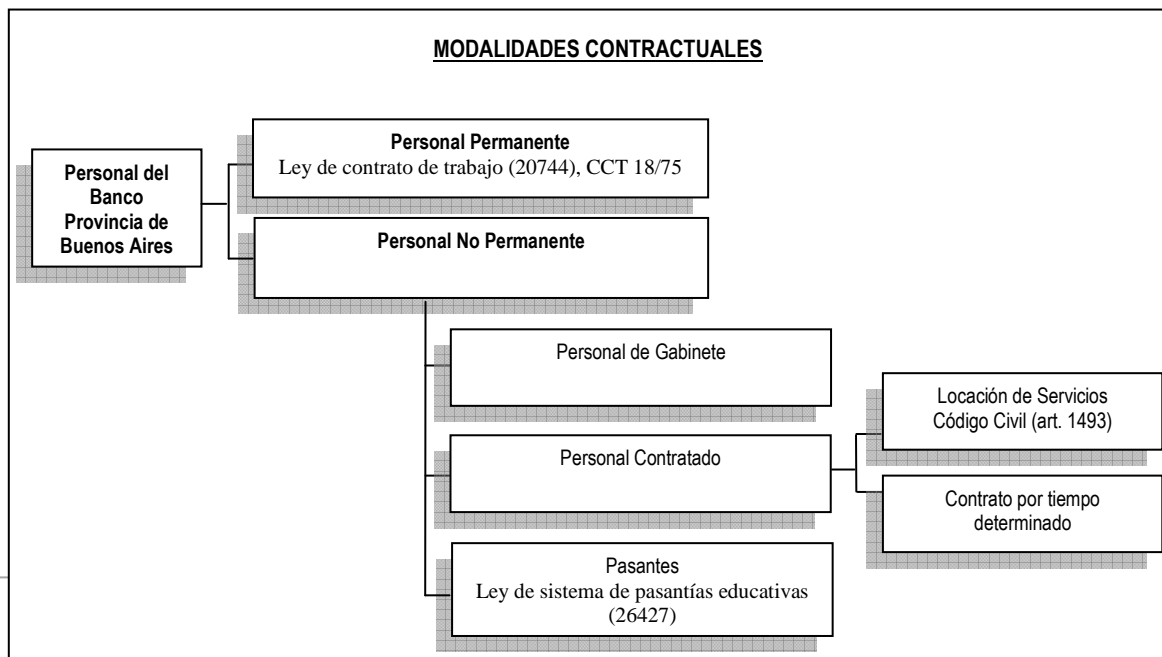 MODALIDADES CONTRACTUALES
Personal del
Banco
Provincia de
Buenos Aires
Personal Permanente
Ley de contrato de trabajo (20744), CCT 18/75
Personal No Permanente
Personal de Gabinete
Personal Contratado
Locación de Servicios
Código Civil (art. 1493)
Contrato por tiempo
determinado
Pasantes
Ley de sistema de pasantías educativas
(26427)